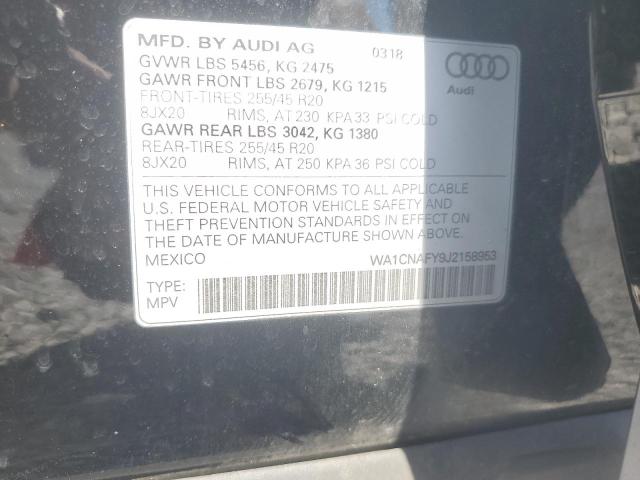 MFD. BY AUDI AG 0318
GVWR LBS 5456, KG 2475
GAWR FRONT LBS 2679, KG 1215
FRONT-TIRES 255/45 R20
8JX20 RIMS, AT 230 KPA 33 PSI COLD
GAWR REAR LBS 3042, KG 1380
REAR-TIRES 255/45 R20
8JX20 RIMS, AT 250 KPA 36 PSI COLD
Audi
THIS VEHICLE CONFORMS TO ALL APPLICABLE
U.S. FEDERAL MOTOR VEHICLE SAFETY AND
THEFT PREVENTION STANDARDS IN EFFECT ON
THE DATE OF MANUFACTURE SHOWN ABOVE.
MEXICO WA1CNAFY9J2158953
TYPE:
MPV